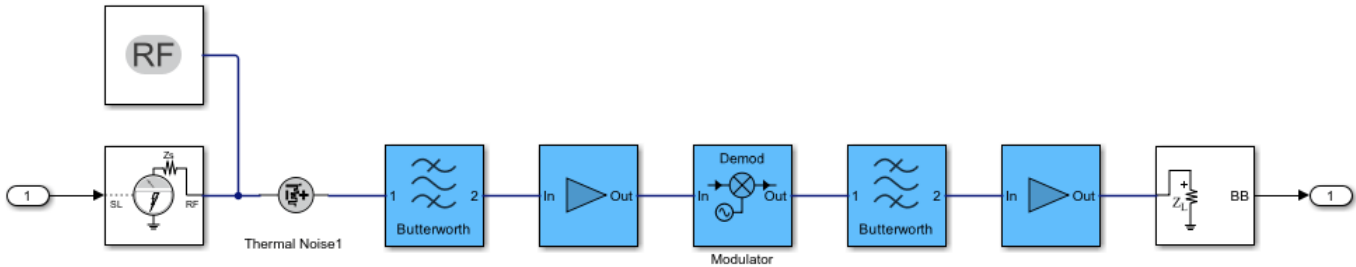 RF
1
Zs
SL
RF
Thermal Noise1
1
2
Butterworth
In
Out
Demod
In
Out
Modulator
1
2
Butterworth
In
Out
+
ZL
BB
1